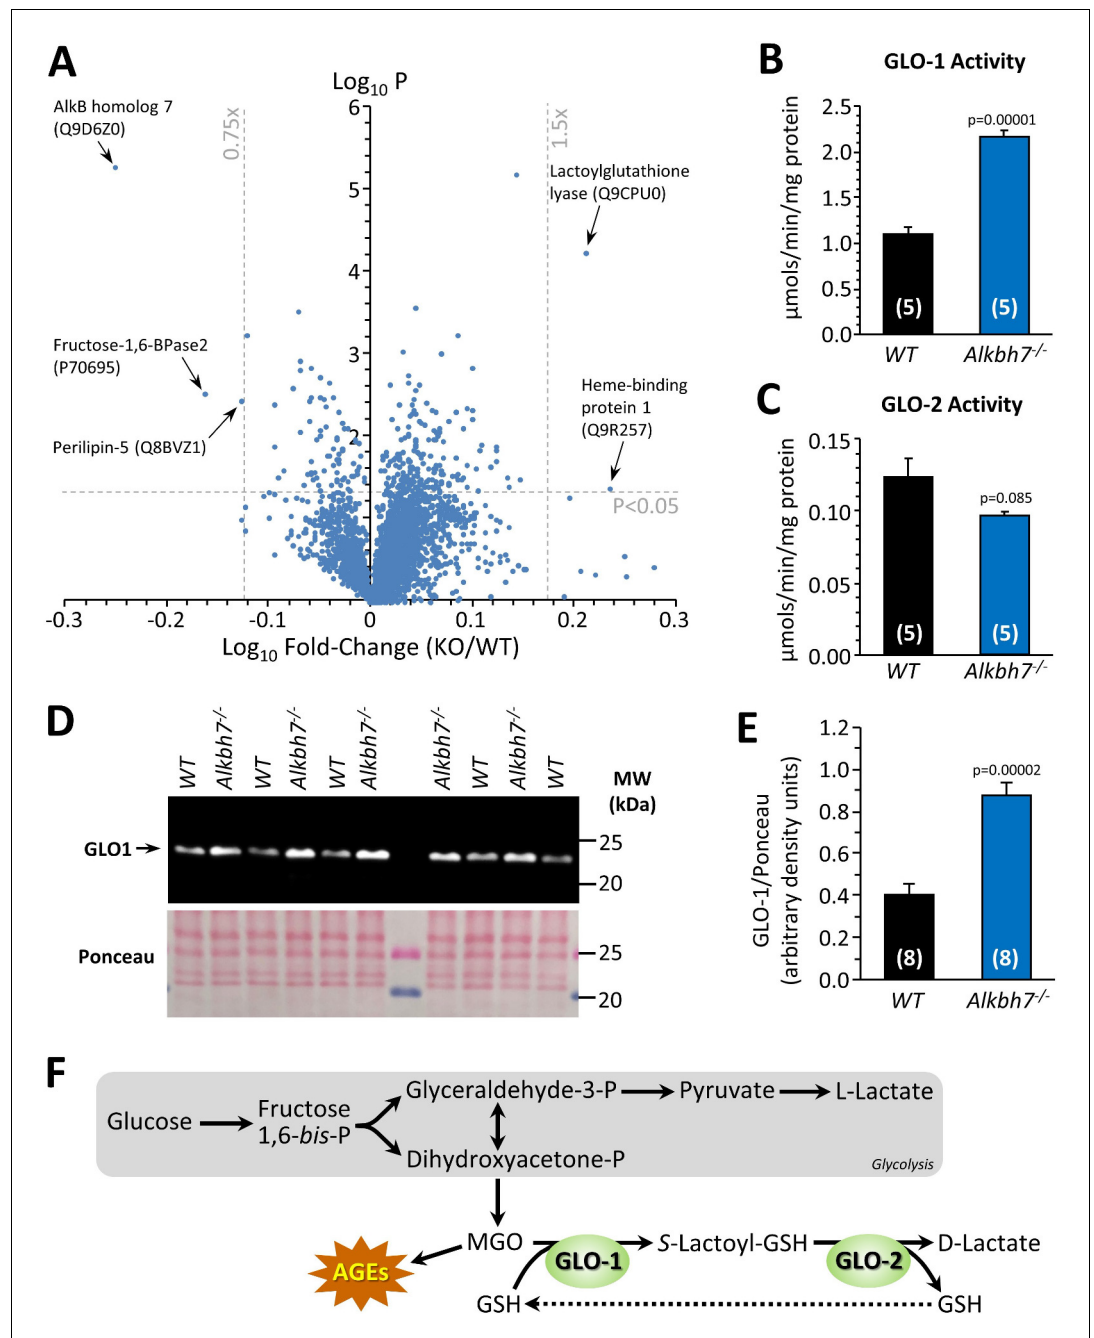 A
Log10 P
AlkB homolog 7
(Q9D6Z0)
0.75x
1.5x
Lactoylglutathione
lyase (Q9CPU0)
Fructose-1,6-BPase2
(P70695)
Perilipin-5 (Q8BVZ1)
Heme-binding
protein 1
(Q9R257)
P<0.05
6
5
4
3
2
-0.3
-0.2
-0.1
0
0.1
0.2
0.3
Log10 Fold-Change (KO/WT)
B
GLO-1 Activity
µmols/min/mg protein
2.5
2.0
1.5
1.0
0.5
0.0
p=0.00001
(5)
(5)
WT
Alkbh7-/-
C
GLO-2 Activity
µmols/min/mg protein
0.15
0.10
0.05
0.00
p=0.085
(5)
(5)
WT
Alkbh7-/-
D
WT
Alkbh7-/-
WT
Alkbh7-/-
WT
Alkbh7-/-
Alkbh7-/-
WT
Alkbh7-/-
WT
MW
(kDa)
GLO1
25
20
Ponceau
25
20
E
GLO-1/Ponceau
(arbitrary density units)
1.2
1.0
0.8
0.6
0.4
0.2
0.0
p=0.00002
(8)
(8)
WT
Alkbh7-/-
F
Glucose
Fructose
1,6-bis-P
Glyceraldehyde-3-P
Pyruvate
L-Lactate
Dihydroxyacetone-P
Glycolysis
MGO
GLO-1
S-Lactoyl-GSH
GLO-2
D-Lactate
AGEs
GSH
GSH